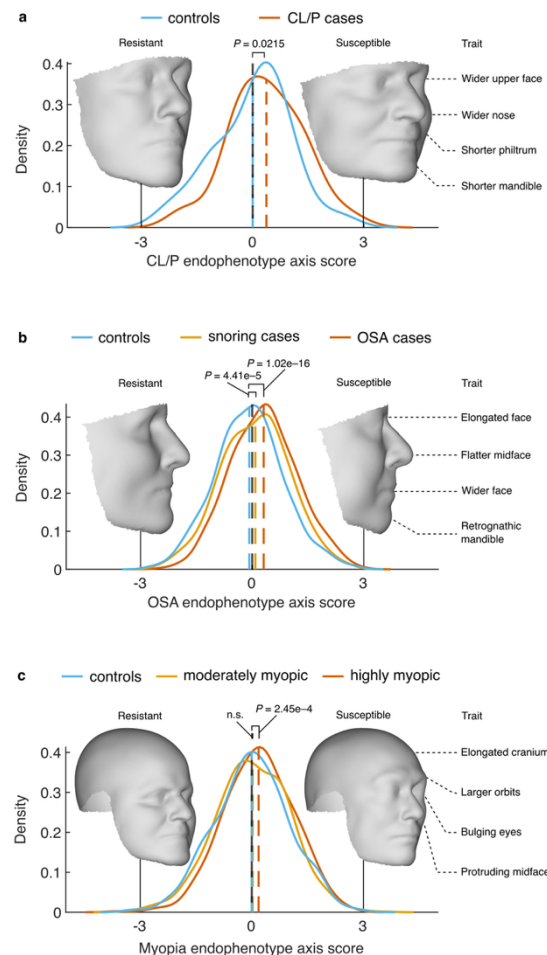 a
controls
CL/P cases
P = 0.0215
Resistant
Susceptible
Trait
0.4
0.3
0.2
0.1
0
Density
Wider upper face
Wider nose
Shorter philtrum
Shorter mandible
-3
0
3
CL/P endophenotype axis score
b
controls
snoring cases
OSA cases
P = 1.02e–16
P = 4.41e–5
Resistant
Susceptible
Trait
0.4
0.3
0.2
0.1
0
Density
Elongated face
Flatter midface
Wider face
Retrognathic
mandible
-3
0
3
OSA endophenotype axis score
c
controls
moderately myopic
highly myopic
n.s.
P = 2.45e–4
Resistant
Susceptible
Trait
0.4
0.3
0.2
0.1
0
Density
Elongated cranium
Larger orbits
Bulging eyes
Protruding midface
-3
0
3
Myopia endophenotype axis score